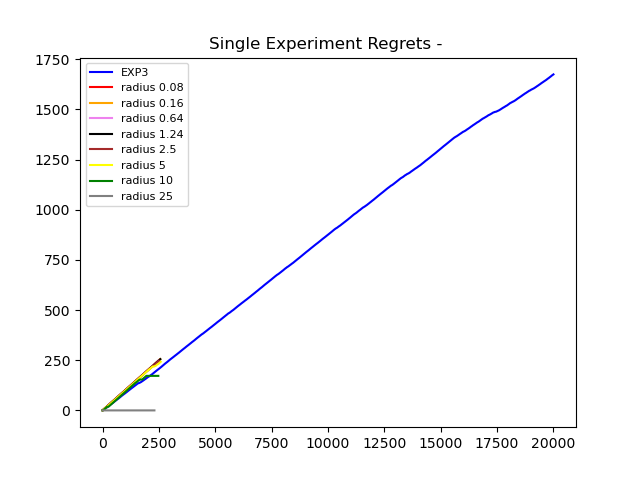 Single Experiment Regrets -
1750
1500
1250
1000
750
500
250
0
EXP3
radius 0.08
radius 0.16
radius 0.64
radius 1.24
radius 2.5
radius 5
radius 10
radius 25
0 2500 5000 7500 10000 12500 15000 17500 20000